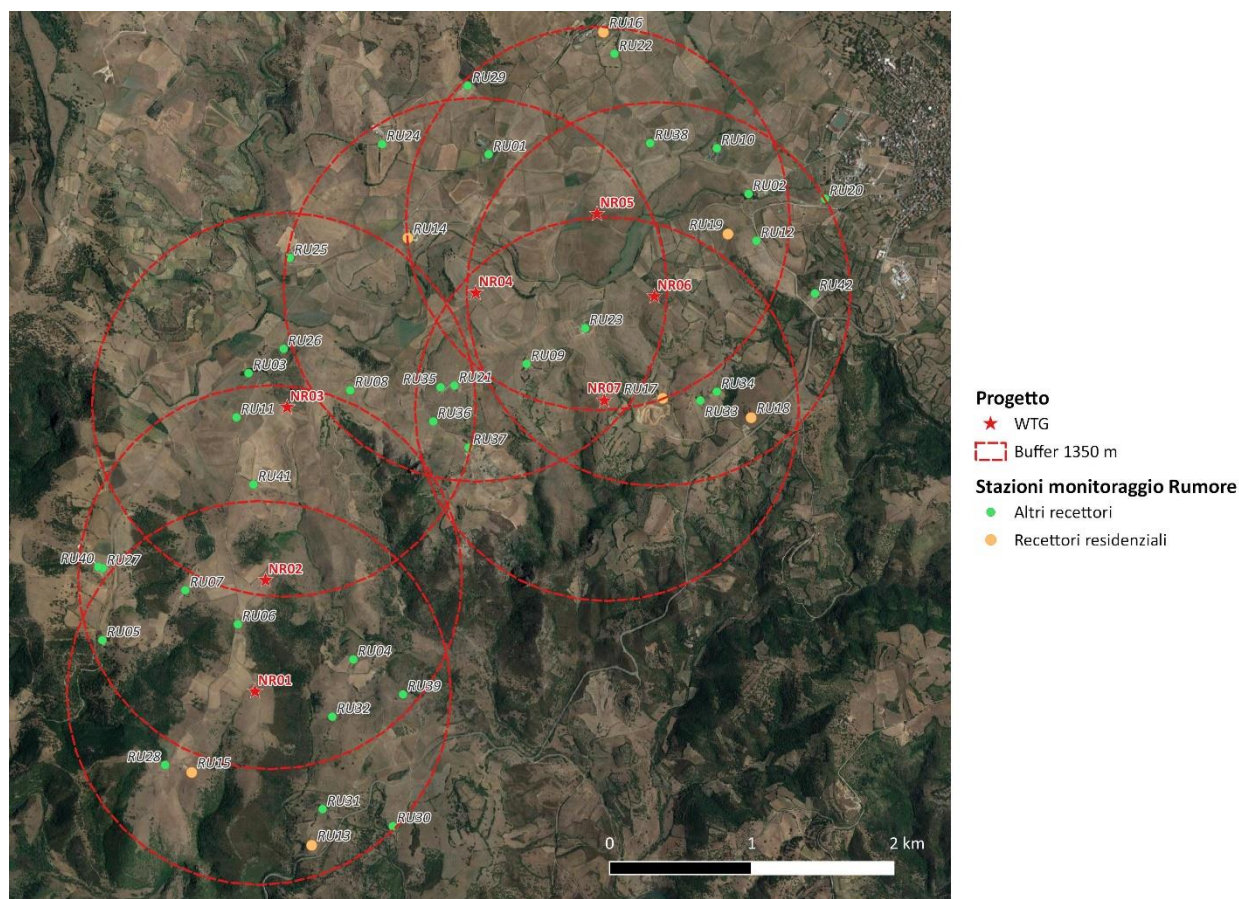 RU16
RU22
RU29
RU24
RU01
RU38
RU10
RU02
RU20
NR05
RU14
RU19
RU12
RU25
NR04
NR06
RU42
RU23
RU26
RU03
RU09
RU08
RU35
RU21
NR07
RU17
RU34
RU33
RU18
NR03
RU11
RU36
RU37
RU41
RU40
RU27
NR02
RU07
RU06
RU05
RU04
NR01
RU39
RU32
RU28
RU15
RU31
RU30
RU13
0
1
2 km
Progetto
WTG
Buffer 1350 m
Stazioni monitoraggio Rumore
Altri recettori
Recettori residenziali